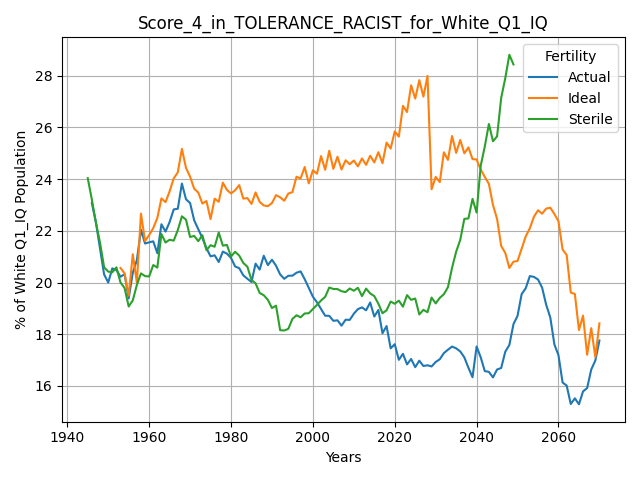 Score_4_in_TOLERANCE_RACIST_for_White_Q1_IQ
% of White Q1_IQ Population
28
26
24
22
20
18
16
1940
1960
1980
2000
2020
2040
2060
Years
Fertility
Actual
Ideal
Sterile